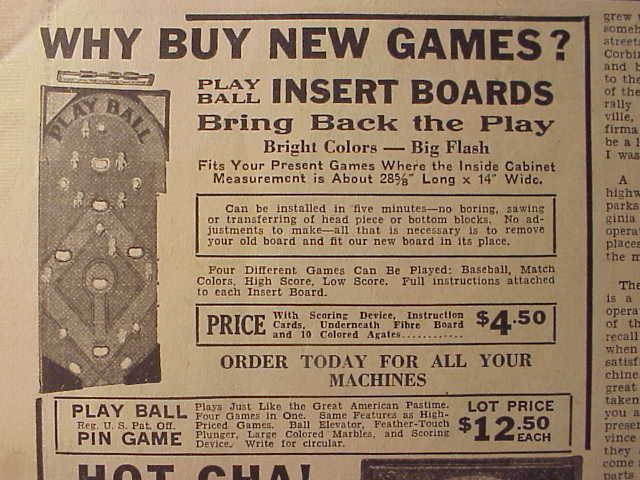 WHY BUY NEW GAMES?
PLAY BALL
PLAY BALL INSERT BOARDS
Bring Back the Play
Bright Colors — Big Flash
Fits Your Present Games Where the Inside Cabinet
Measurement is About 28⅝" Long x 14" Wide.
Can be installed in five minutes—no boring, sawing
or transferring of head piece or bottom blocks. No ad-
justments to make—all that is necessary is to remove
your old board and fit our new board in its place.
Four Different Games Can Be Played: Baseball, Match
Colors, High Score, Low Score. Full instructions attached
to each Insert Board.
PRICE With Scoring Device, Instruction
Cards, Underneath Fibre Board
and 10 Colored Agates............ $4.50
ORDER TODAY FOR ALL YOUR
MACHINES
PLAY BALL
Reg. U. S. Pat. Off.
PIN GAME
Plays Just Like the Great American Pastime.
Four Games in One. Same Features as High-
Priced Games. Ball Elevator, Feather-Touch
Plunger, Large Colored Marbles, and Scoring
Device. Write for circular.
LOT PRICE
$12.50
EACH
HOT CHA!
grew
someh
street
Corbi
and b
to the
of the
rally
ville,
firma
be a l
I was
A
highw
parks
ginia
opera
places
the m
The
is a
opera
of th
recall
when
satisf
chine
great
taken
you a
presen
vince
they
come
parts